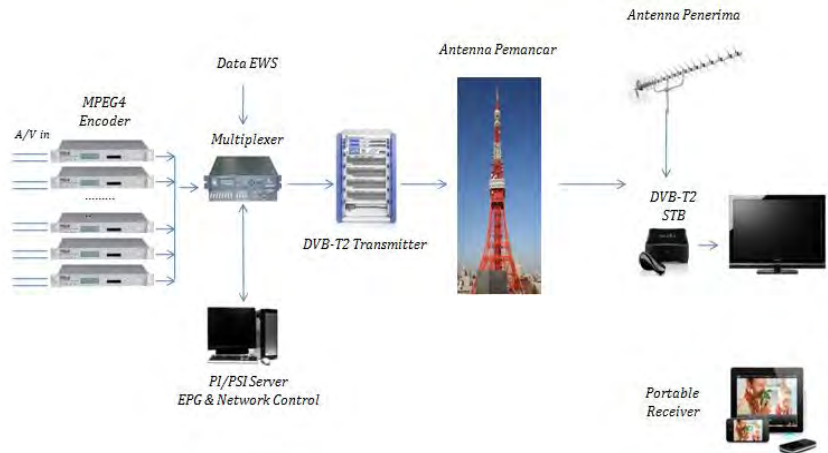 Antenna Penerima
Antenna Pemancar
Data EWS
MPEG4
Encoder
A/V in
Multiplexer
.........
DVB-T2
STB
DVB-T2 Transmitter
PI/PSI Server
EPG & Network Control
Portable
Receiver